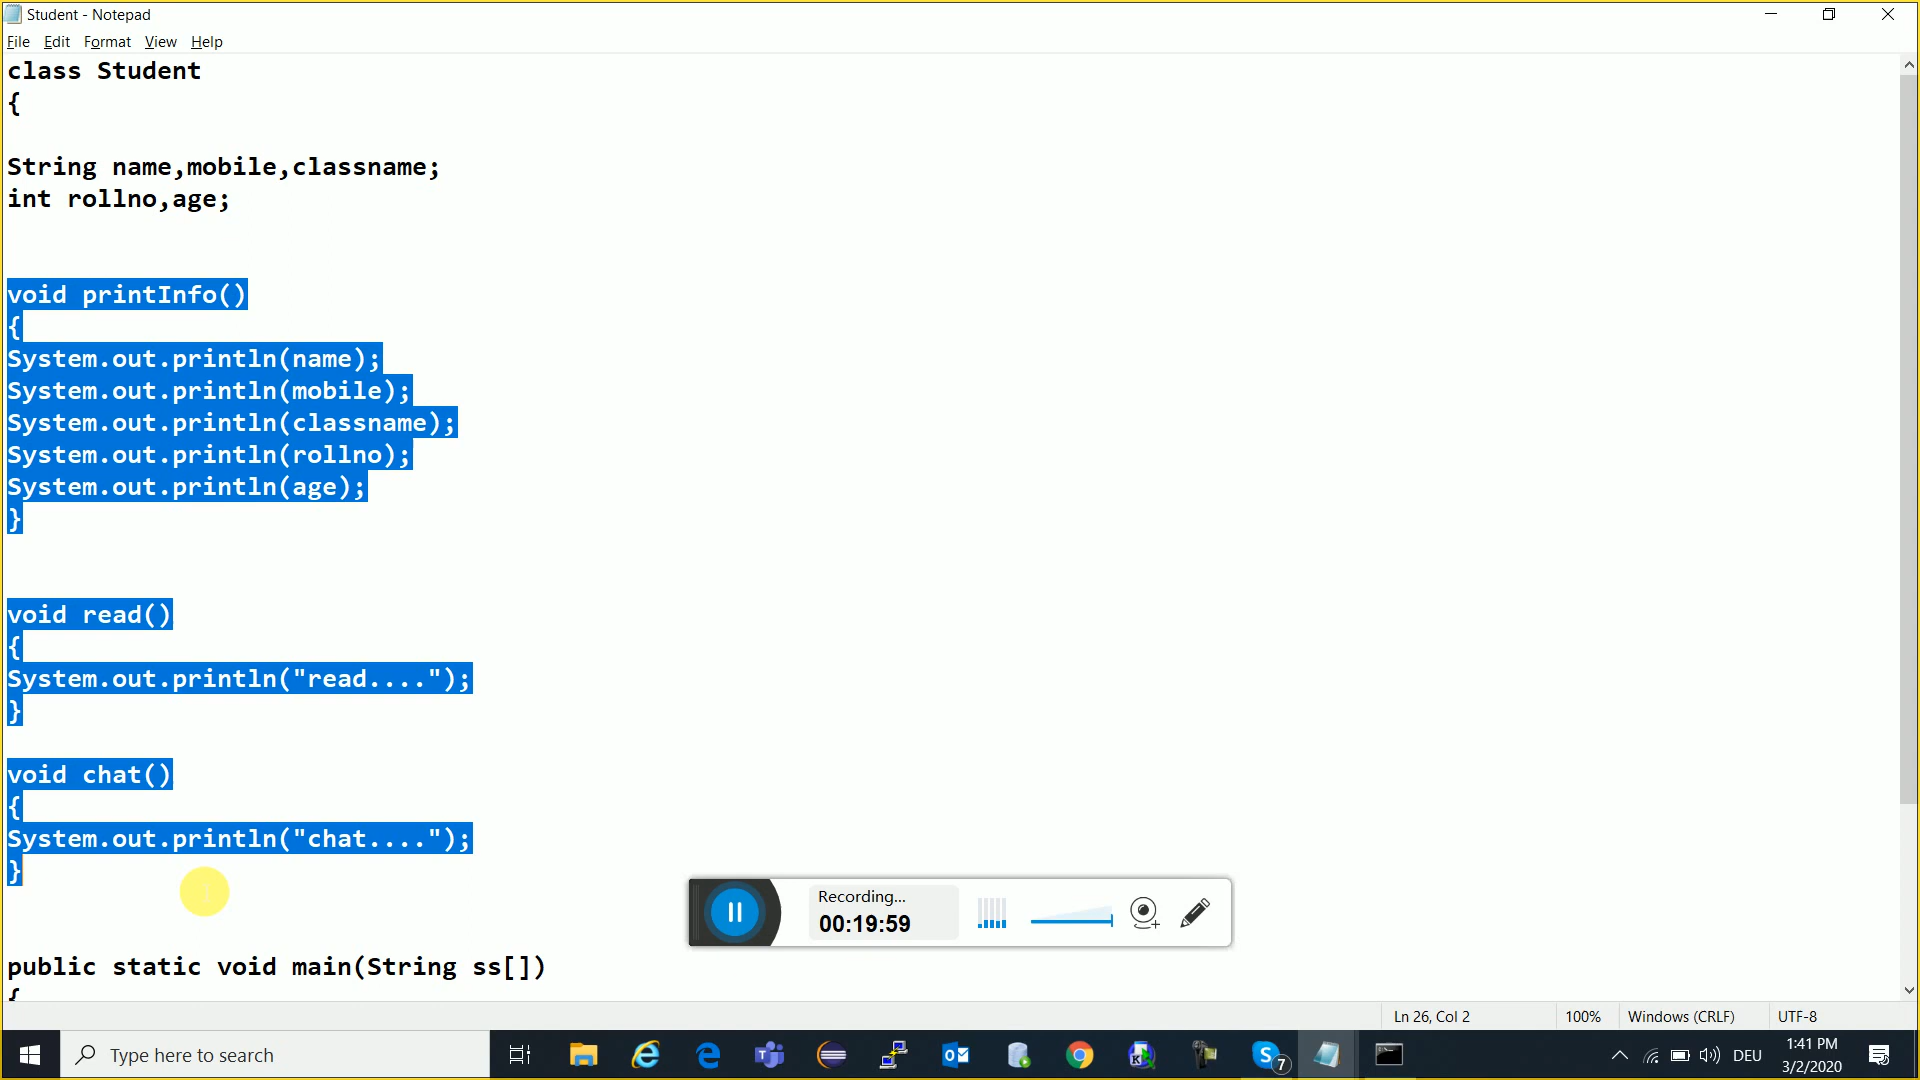 Student - Notepad
File Edit Format View Help
class Student
{
String name,mobile,classname;
int rollno,age;
void printInfo()
{
System.out.println(name);
System.out.println(mobile);
System.out.println(classname);
System.out.println(rollno);
System.out.println(age);
}
void read()
{
System.out.println("read....");
}
void chat()
{
System.out.println("chat....");
}
Recording...
00:19:59
public static void main(String ss[])
{
Ln 26, Col 2 100% Windows (CRLF) UTF-8
Type here to search
7
DEU
1:41 PM
3/2/2020